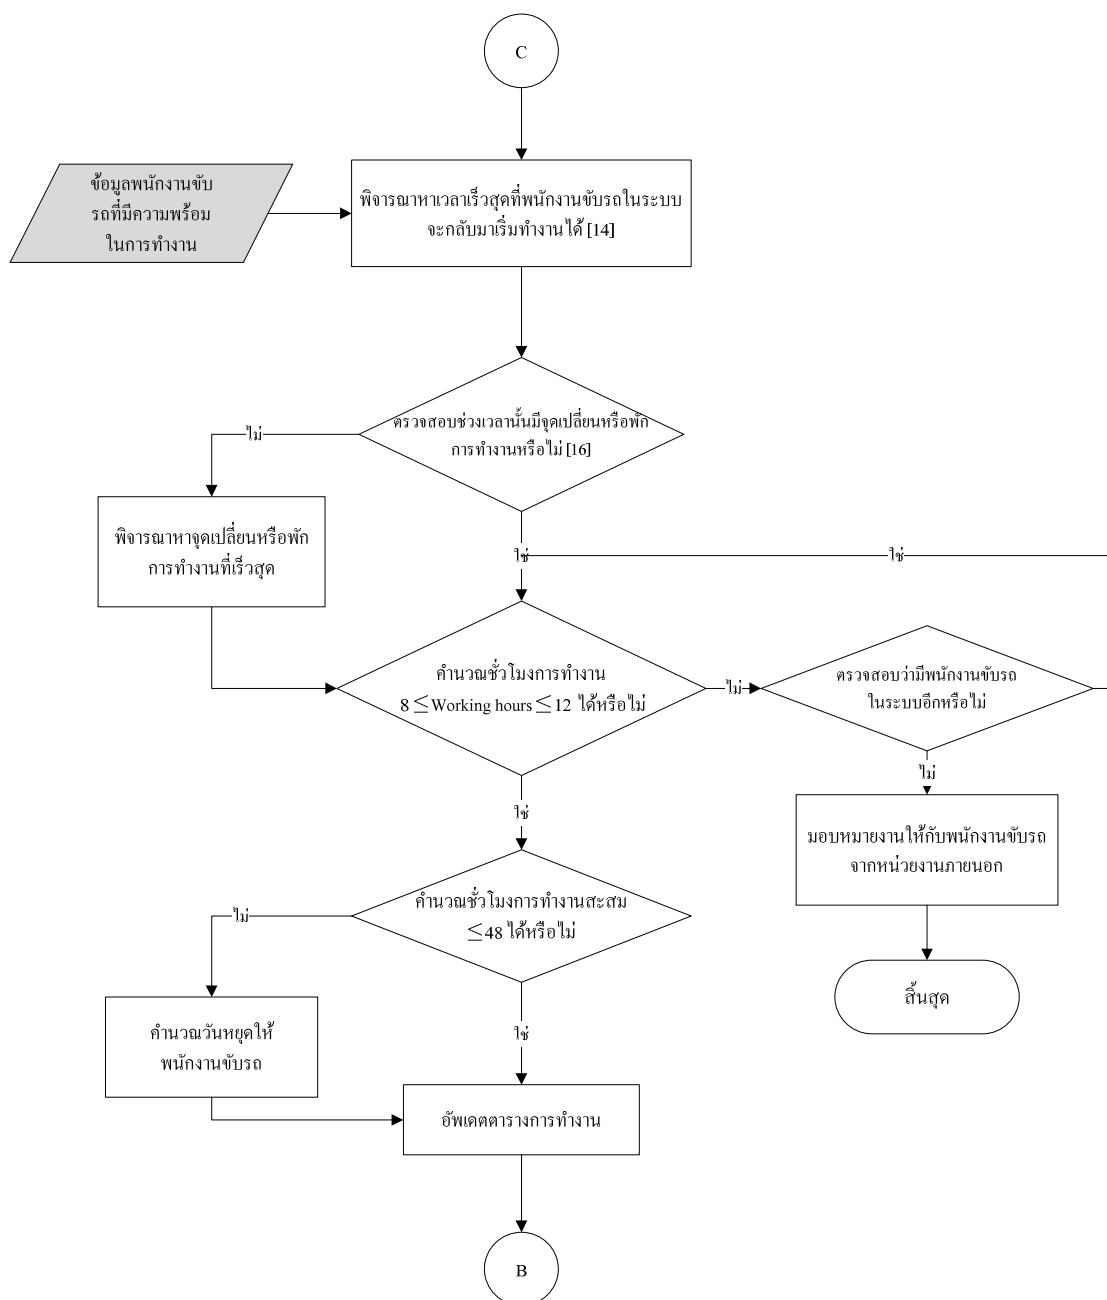 C
ข้อมูลพนักงานขับ
รถที่มีความพร้อม
ในการทำงาน
พิจารณาหาเวลาเร็วสุดที่พนักงานขับรถในระบบ
จะกลับมาเริ่มทำงานได้ [14]
ตรวจสอบช่วงเวลานั้นมีจุดเปลี่ยนหรือพัก
การทำงานหรือไม่ [16]
ไม่
พิจารณาหาจุดเปลี่ยนหรือพัก
การทำงานที่เร็วสุด
ใช่
ใช่
คำนวณชั่วโมงการทำงาน
8 ≤ Working hours ≤ 12 ได้หรือไม่
ไม่
ตรวจสอบว่ามีพนักงานขับรถ
ในระบบอีกหรือไม่
ไม่
มอบหมายงานให้กับพนักงานขับรถ
จากหน่วยงานภายนอก
สิ้นสุด
ใช่
คำนวณชั่วโมงการทำงานสะสม
≤ 48 ได้หรือไม่
ไม่
คำนวณวันหยุดให้
พนักงานขับรถ
ใช่
อัพเดตตารางการทำงาน
B